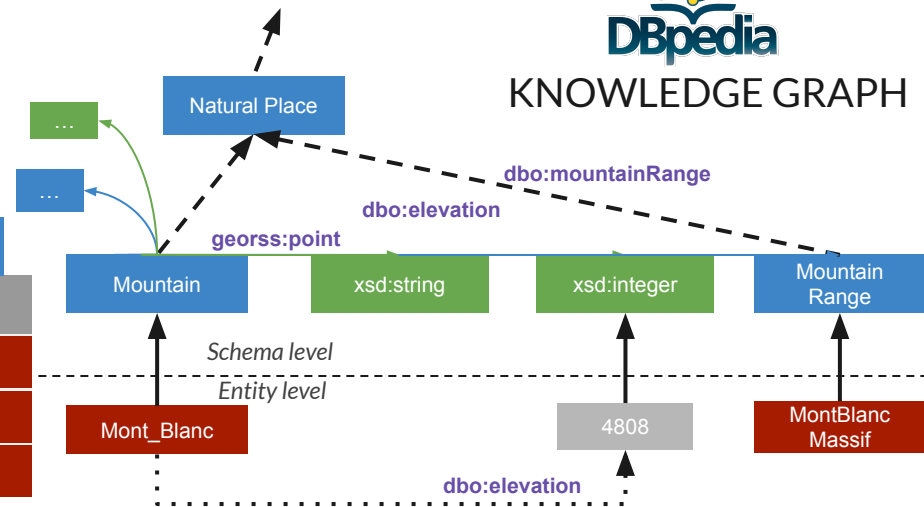 DBpedia
KNOWLEDGE GRAPH
Natural Place
...
...
dbo:mountainRange
dbo:elevation
georss:point
Mountain
xsd:string
xsd:integer
Mountain
Range
Schema level
Entity level
Mont_Blanc
4808
MontBlanc
Massif
dbo:elevation